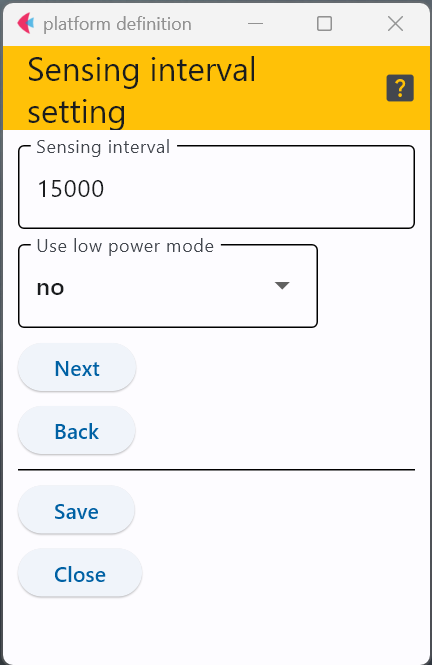 platform definition
Sensing interval
setting
?
Sensing interval
15000
Use low power mode
no
Next
Back
Save
Close